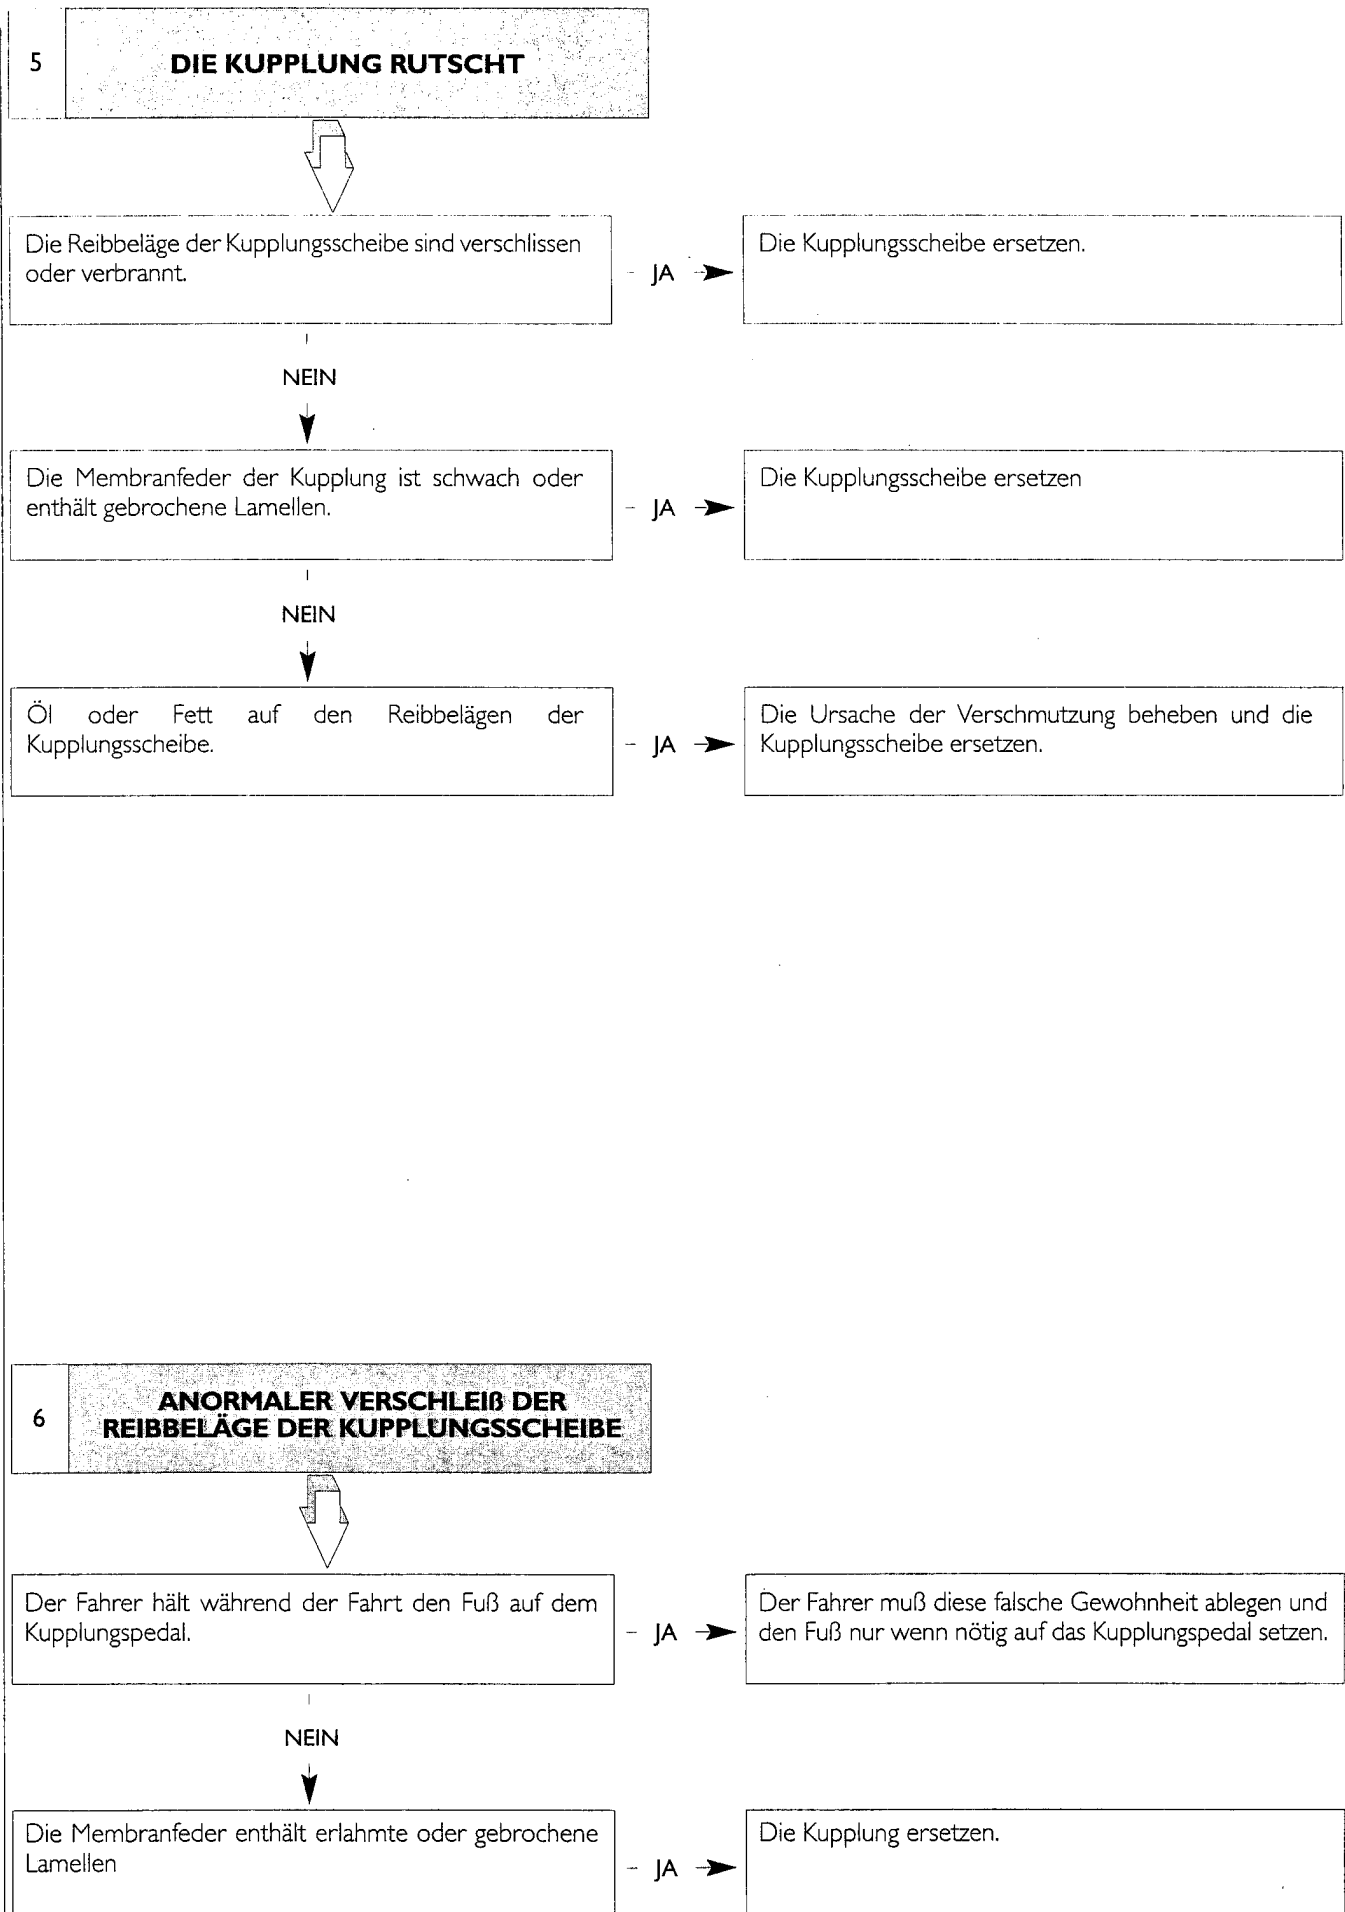 5
DIE KUPPLUNG RUTSCHT
Die Reibbeläge der Kupplungsscheibe sind verschlissen
oder verbrannt.
JA
Die Kupplungsscheibe ersetzen.
NEIN
Die Membranfeder der Kupplung ist schwach oder
enthält gebrochene Lamellen.
JA
Die Kupplungsscheibe ersetzen
NEIN
Öl oder Fett auf den Reibbelägen der
Kupplungsscheibe.
JA
Die Ursache der Verschmutzung beheben und die
Kupplungsscheibe ersetzen.
6
ANORMALER VERSCHLEIß DER
REIBBELÄGE DER KUPPLUNGSSCHEIBE
Der Fahrer hält während der Fahrt den Fuß auf dem
Kupplungspedal.
JA
Der Fahrer muß diese falsche Gewohnheit ablegen und
den Fuß nur wenn nötig auf das Kupplungspedal setzen.
NEIN
Die Membranfeder enthält erlahmte oder gebrochene
Lamellen
JA
Die Kupplung ersetzen.